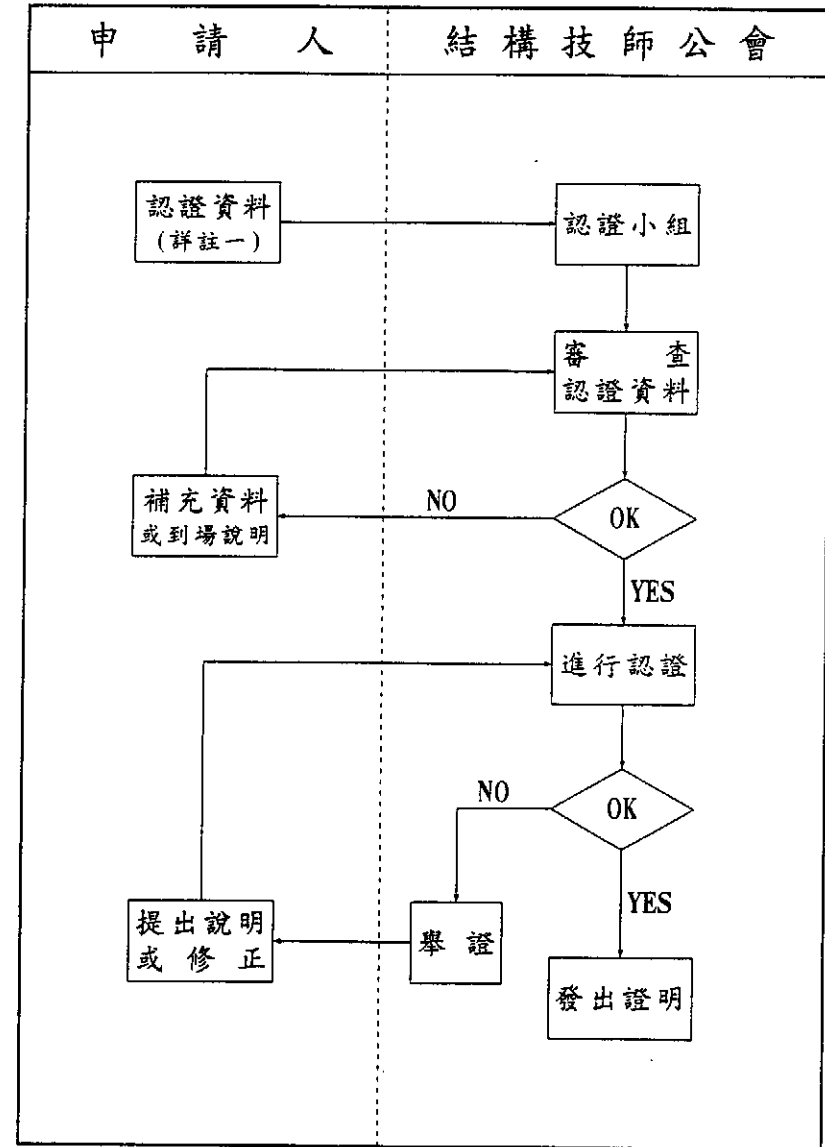 申請人
結構技師公會
認證資料
(詳註一)
認證小組
審查
認證資料
補充資料
或到場說明
NO
OK
YES
進行認證
NO
OK
YES
提出說明
或修正
舉證
發出證明